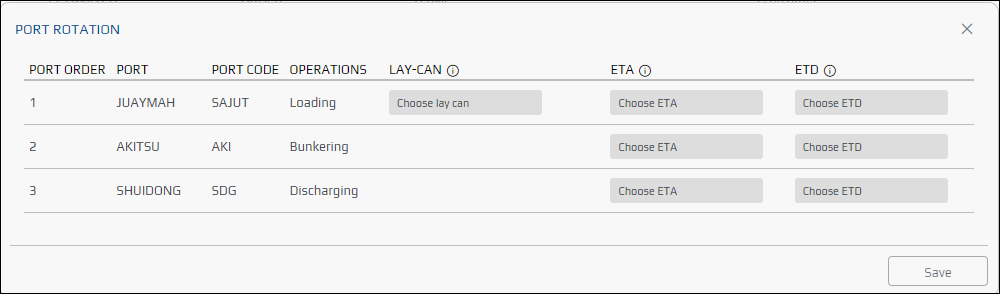 PORT ROTATION
PORT ORDER PORT PORT CODE OPERATIONS LAY-CAN ETA ETD
1 JUAYMAH SAJUT Loading Choose lay can Choose ETA Choose ETD
2 AKITSU AKI Bunkering Choose ETA Choose ETD
3 SHUIDONG SDG Discharging Choose ETA Choose ETD
Save